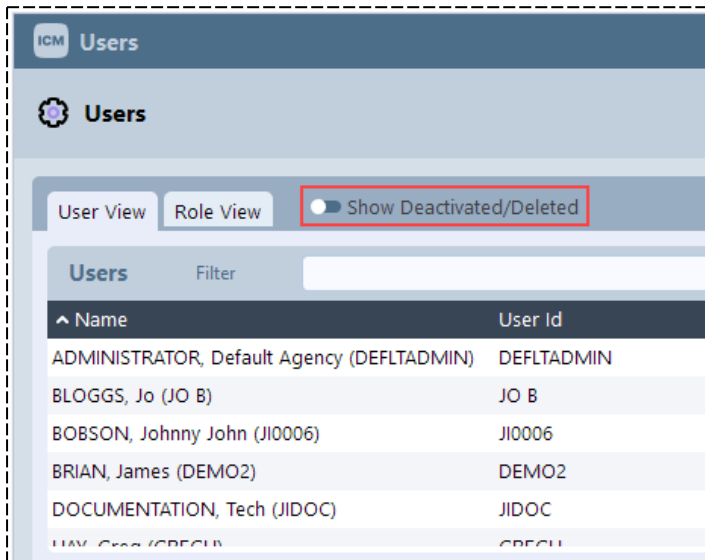 ICM Users
Users
User View Role View Show Deactivated/Deleted
Users Filter
Name User Id
ADMINISTRATOR, Default Agency (DEFLTADMIN) DEFLTADMIN
BLOGGS, Jo (JO B) JO B
BOBSON, Johnny John (JI0006) JI0006
BRIAN, James (DEMO2) DEMO2
DOCUMENTATION, Tech (JIDOC) JIDOC